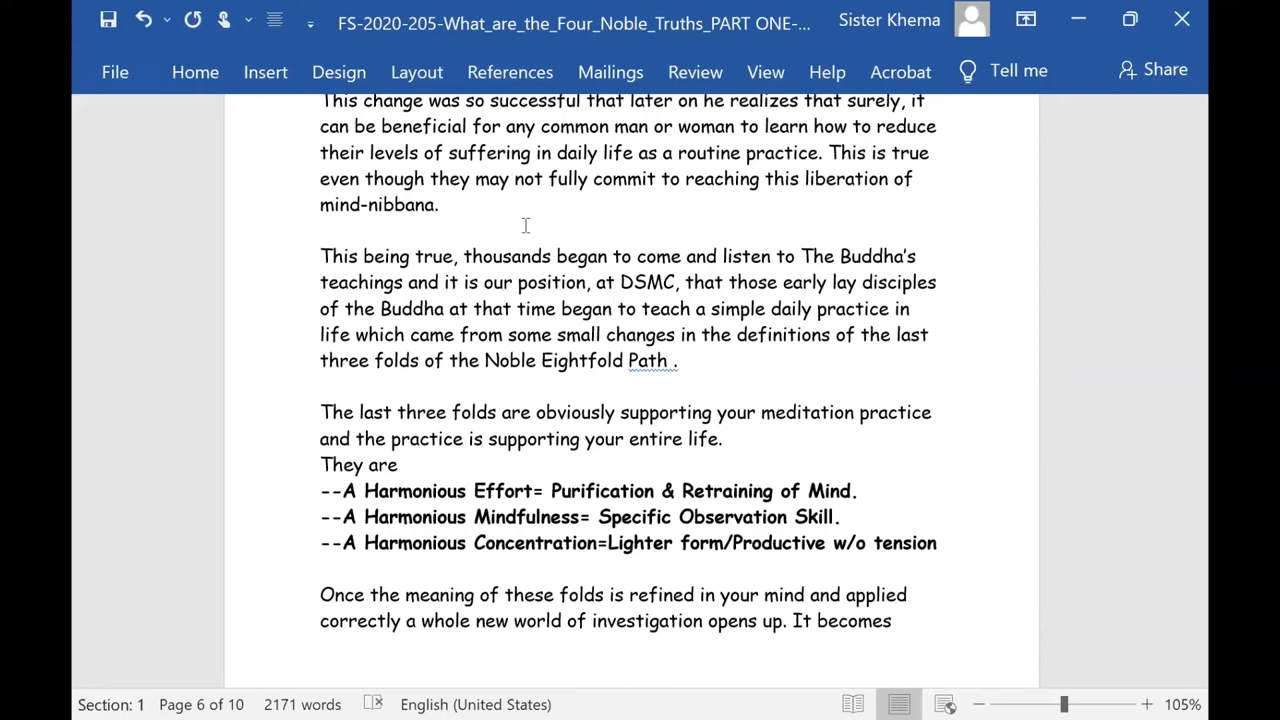 FS-2020-205-What_are_the_Four_Noble_Truths_PART ONE-... Sister Khema
File Home Insert Design Layout References Mailings Review View Help Acrobat Tell me Share
This change was so successful that later on he realizes that surely, it
can be beneficial for any common man or woman to learn how to reduce
their levels of suffering in daily life as a routine practice. This is true
even though they may not fully commit to reaching this liberation of
mind-nibbana.
This being true, thousands began to come and listen to The Buddha's
teachings and it is our position, at DSMC, that those early lay disciples
of the Buddha at that time began to teach a simple daily practice in
life which came from some small changes in the definitions of the last
three folds of the Noble Eightfold Path .
The last three folds are obviously supporting your meditation practice
and the practice is supporting your entire life.
They are
--A Harmonious Effort= Purification & Retraining of Mind.
--A Harmonious Mindfulness= Specific Observation Skill.
--A Harmonious Concentration=Lighter form/Productive w/o tension
Once the meaning of these folds is refined in your mind and applied
correctly a whole new world of investigation opens up. It becomes
Section: 1 Page 6 of 10 2171 words English (United States) 105%